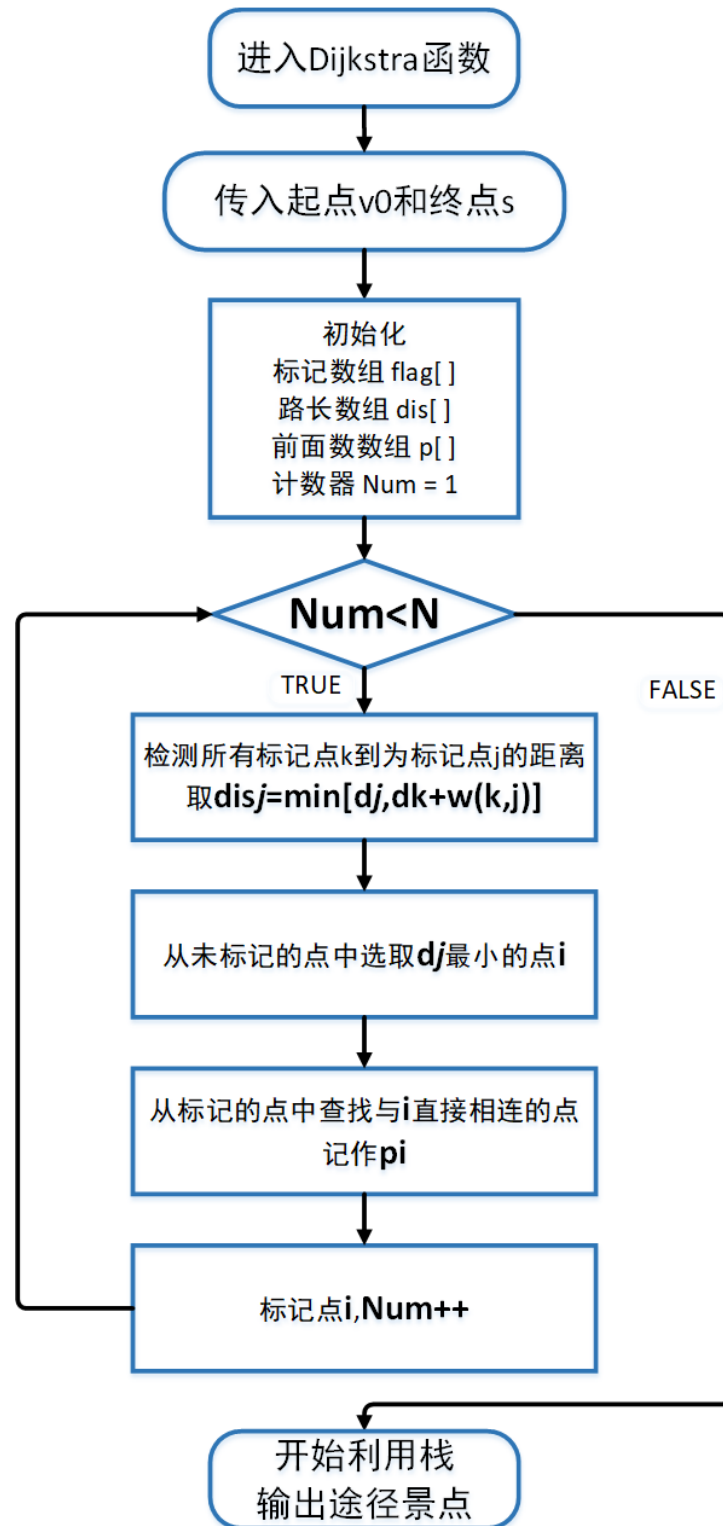 进入Dijkstra函数
传入起点v0和终点s
初始化
标记数组 flag[ ]
路长数组 dis[ ]
前面数数组 p[ ]
计数器 Num = 1
Num<N
TRUE
FALSE
检测所有标记点k到为标记点j的距离
取disj=min[dj,dk+w(k,j)]
从未标记的点中选取dj最小的点i
从标记的点中查找与i直接相连的点
记作pi
标记点i,Num++
开始利用栈
输出途径景点